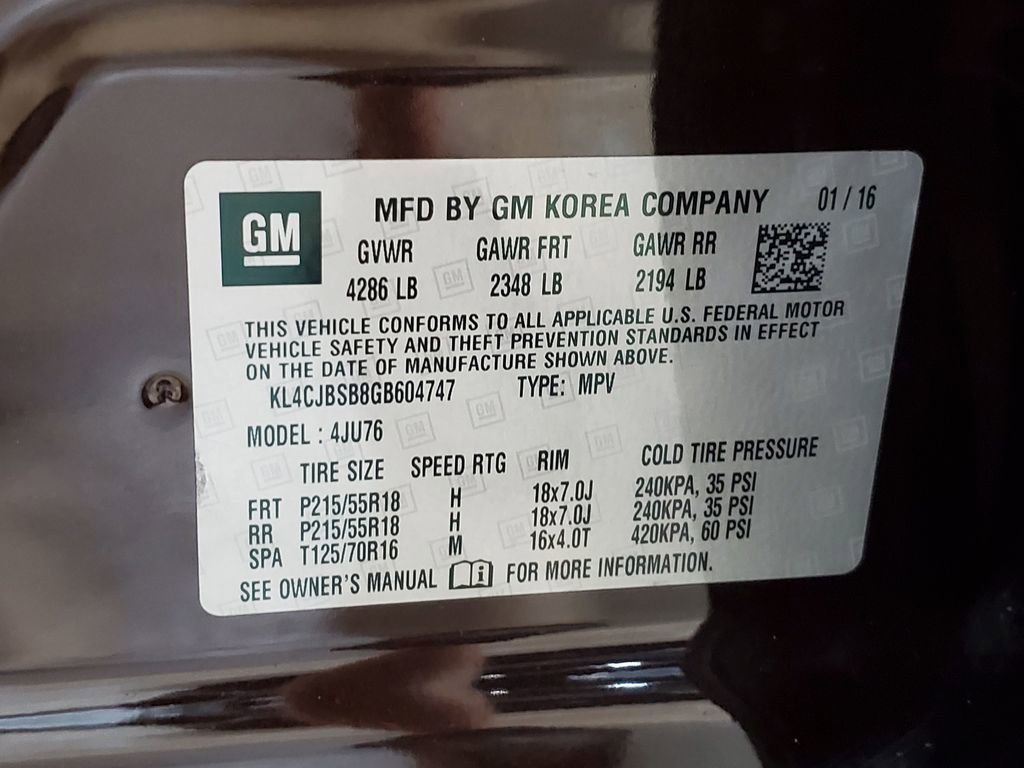 GM
MFD BY GM KOREA COMPANY 01 / 16
GVWR GAWR FRT GAWR RR
4286 LB 2348 LB 2194 LB
THIS VEHICLE CONFORMS TO ALL APPLICABLE U.S. FEDERAL MOTOR
VEHICLE SAFETY AND THEFT PREVENTION STANDARDS IN EFFECT
ON THE DATE OF MANUFACTURE SHOWN ABOVE.
KL4CJBSB8GB604747 TYPE: MPV
MODEL : 4JU76
TIRE SIZE SPEED RTG RIM COLD TIRE PRESSURE
FRT P215/55R18 H 18x7.0J 240KPA, 35 PSI
RR P215/55R18 H 18x7.0J 240KPA, 35 PSI
SPA T125/70R16 M 16x4.0T 420KPA, 60 PSI
SEE OWNER'S MANUAL i FOR MORE INFORMATION.